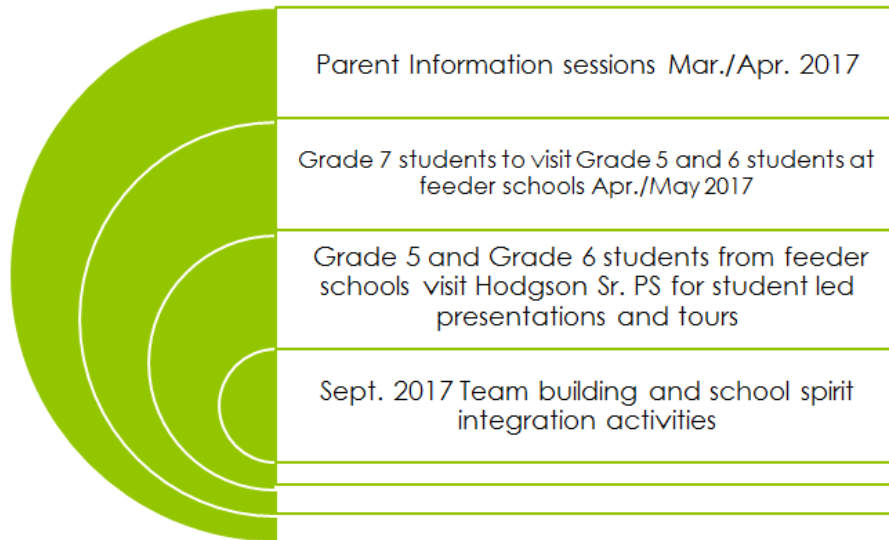 Parent Information sessions Mar./Apr. 2017
Grade 7 students to visit Grade 5 and 6 students at
feeder schools Apr./May 2017
Grade 5 and Grade 6 students from feeder
schools visit Hodgson Sr. PS for student led
presentations and tours
Sept. 2017 Team building and school spirit
integration activities